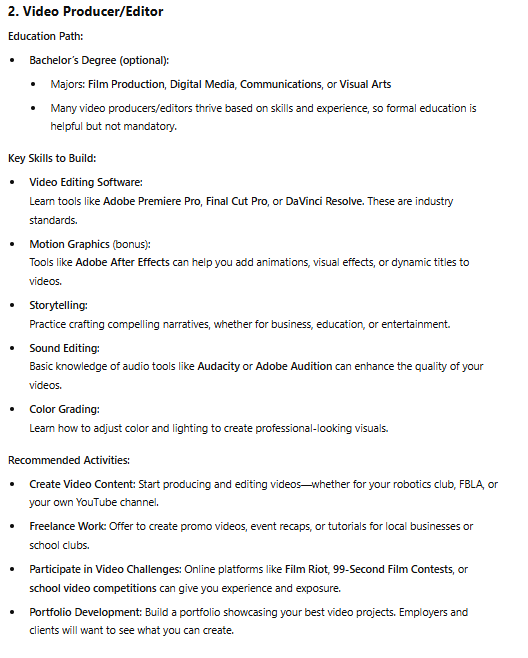 2. Video Producer/Editor
Education Path:
• Bachelor's Degree (optional):
• Majors: Film Production, Digital Media, Communications, or Visual Arts
• Many video producers/editors thrive based on skills and experience, so formal education is
helpful but not mandatory.
Key Skills to Build:
• Video Editing Software:
Learn tools like Adobe Premiere Pro, Final Cut Pro, or DaVinci Resolve. These are industry
standards.
• Motion Graphics (bonus):
Tools like Adobe After Effects can help you add animations, visual effects, or dynamic titles to
videos.
• Storytelling:
Practice crafting compelling narratives, whether for business, education, or entertainment.
• Sound Editing:
Basic knowledge of audio tools like Audacity or Adobe Audition can enhance the quality of your
videos.
• Color Grading:
Learn how to adjust color and lighting to create professional-looking visuals.
Recommended Activities:
• Create Video Content: Start producing and editing videos—whether for your robotics club, FBLA, or
your own YouTube channel.
• Freelance Work: Offer to create promo videos, event recaps, or tutorials for local businesses or
school clubs.
• Participate in Video Challenges: Online platforms like Film Riot, 99-Second Film Contests, or
school video competitions can give you experience and exposure.
• Portfolio Development: Build a portfolio showcasing your best video projects. Employers and
clients will want to see what you can create.